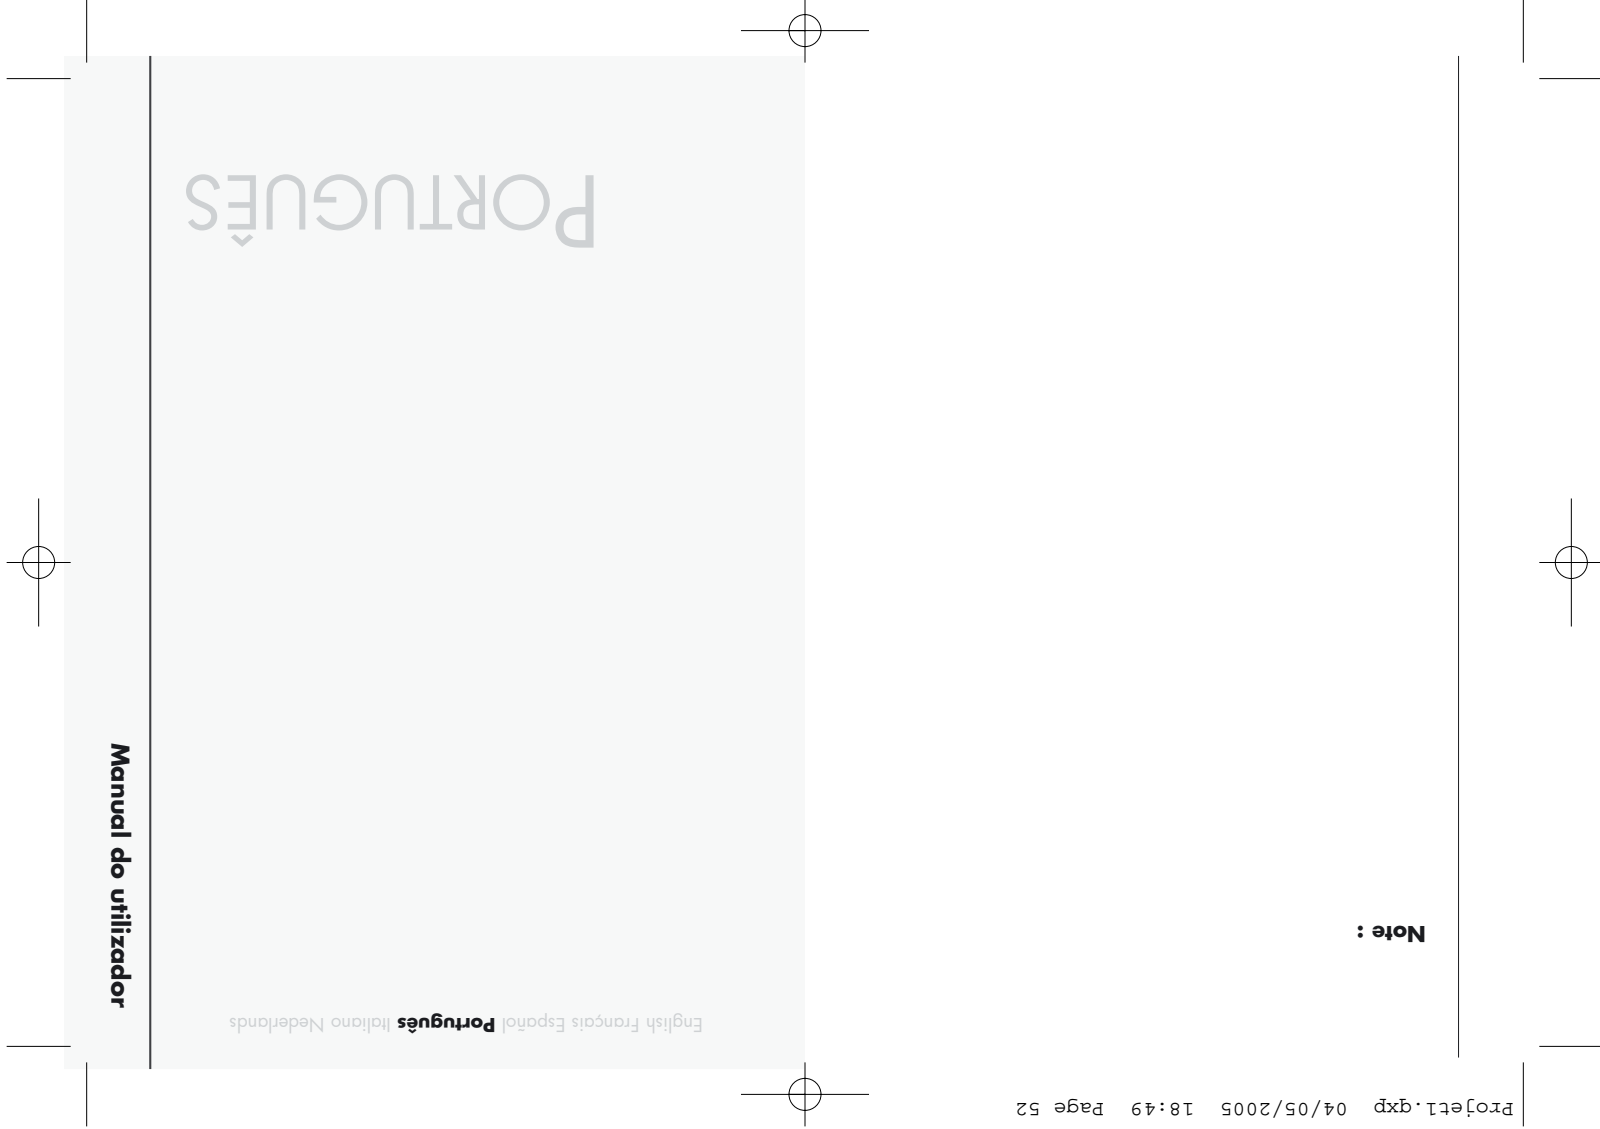 Projet1.qxp  04/05/2005  18:49  Page 52
Note :
English Français Español Português Italiano Nederlands
Manual do utilizador
PORTUGUÊS